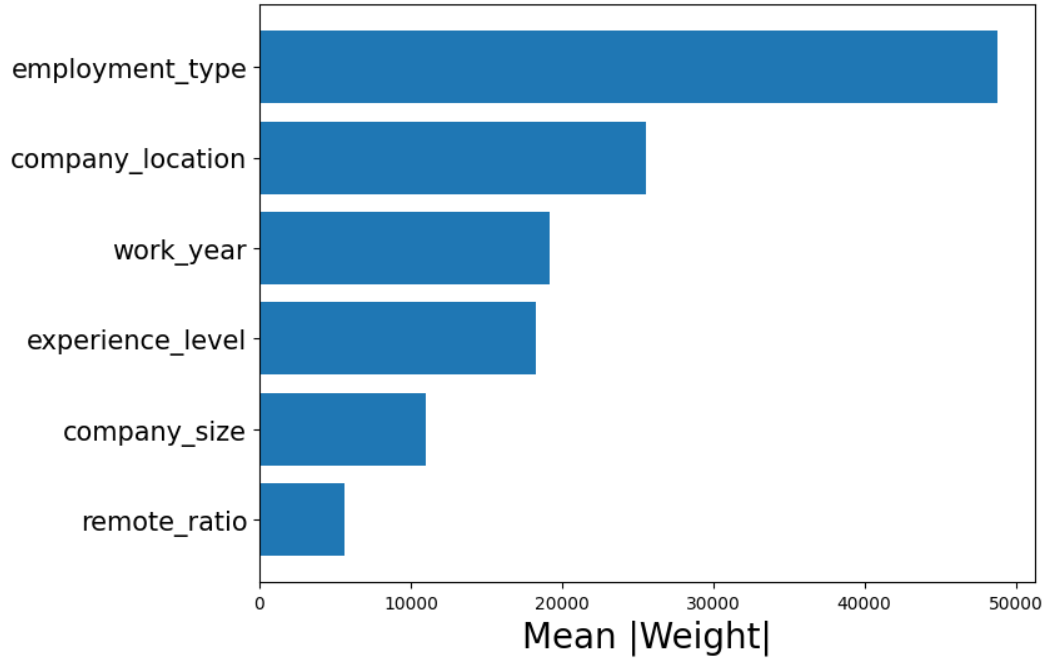 employment_type
company_location
work_year
experience_level
company_size
remote_ratio
0 10000 20000 30000 40000 50000
Mean |Weight|